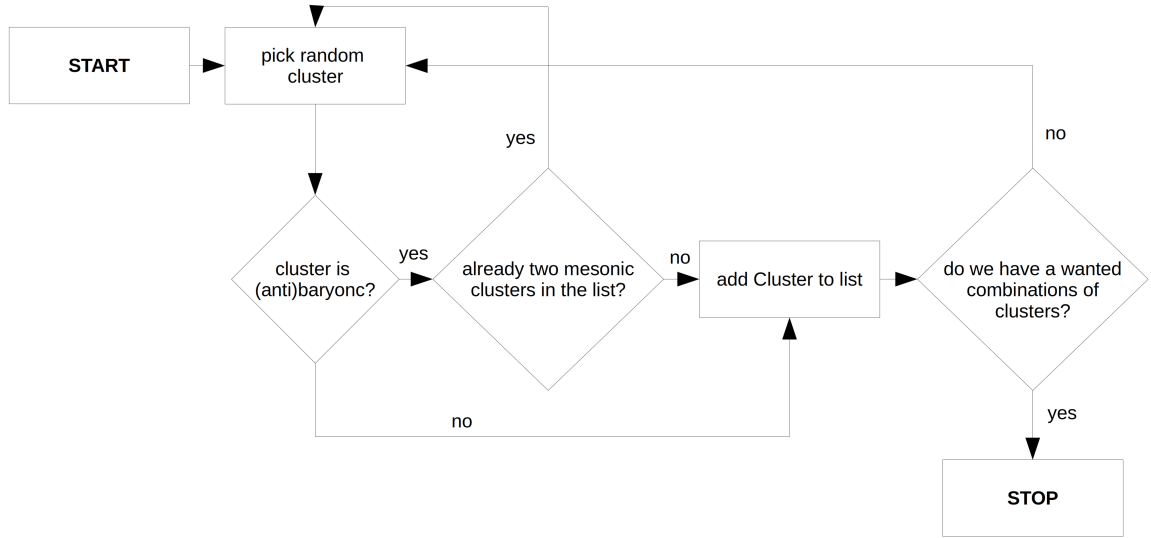 START
pick random
cluster
yes
no
cluster is
(anti)baryonc?
yes
already two mesonic
clusters in the list?
no
add Cluster to list
do we have a wanted
combinations of
clusters?
no
yes
STOP